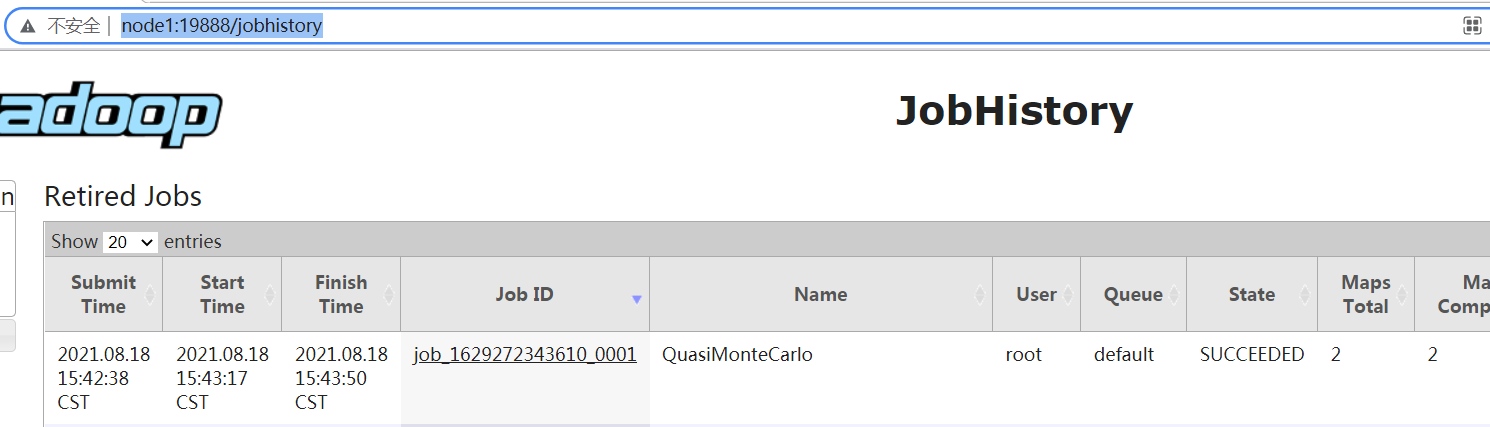 不安全 | node1:19888/jobhistory
adoop
JobHistory
n
Retired Jobs
Show 20 entries
Submit Time
Start Time
Finish Time
Job ID
Name
User
Queue
State
Maps Total
Ma
Comp
2021.08.18 15:42:38 CST
2021.08.18 15:43:17 CST
2021.08.18 15:43:50 CST
job_1629272343610_0001
QuasiMonteCarlo
root
default
SUCCEEDED
2
2